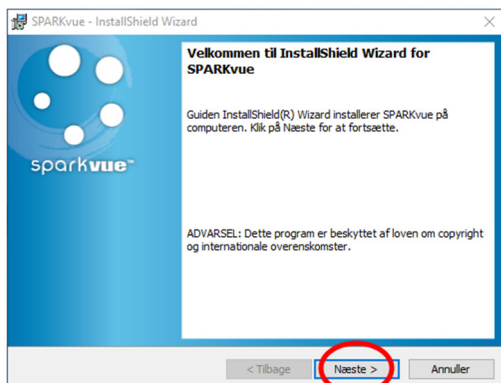 SPARKvue - InstallShield Wizard
Velkommen til InstallShield Wizard for
SPARKvue
Guiden InstallShield(R) Wizard installerer SPARKvue på
computeren. Klik på Næste for at fortsætte.
sparkvue™
ADVARSEL: Dette program er beskyttet af loven om copyright
og internationale overenskomster.
< Tilbage Næste > Annuller